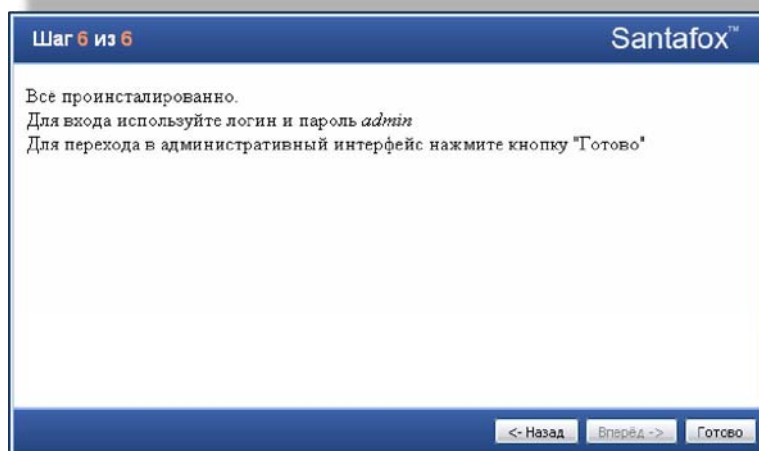 Шаг 6 из 6
Santafox™
Все проинсталированно.
Для входа используйте логин и пароль admin
Для перехода в административный интерфейс нажмите кнопку "Готово"
<- Назад
Вперёд ->
Готово